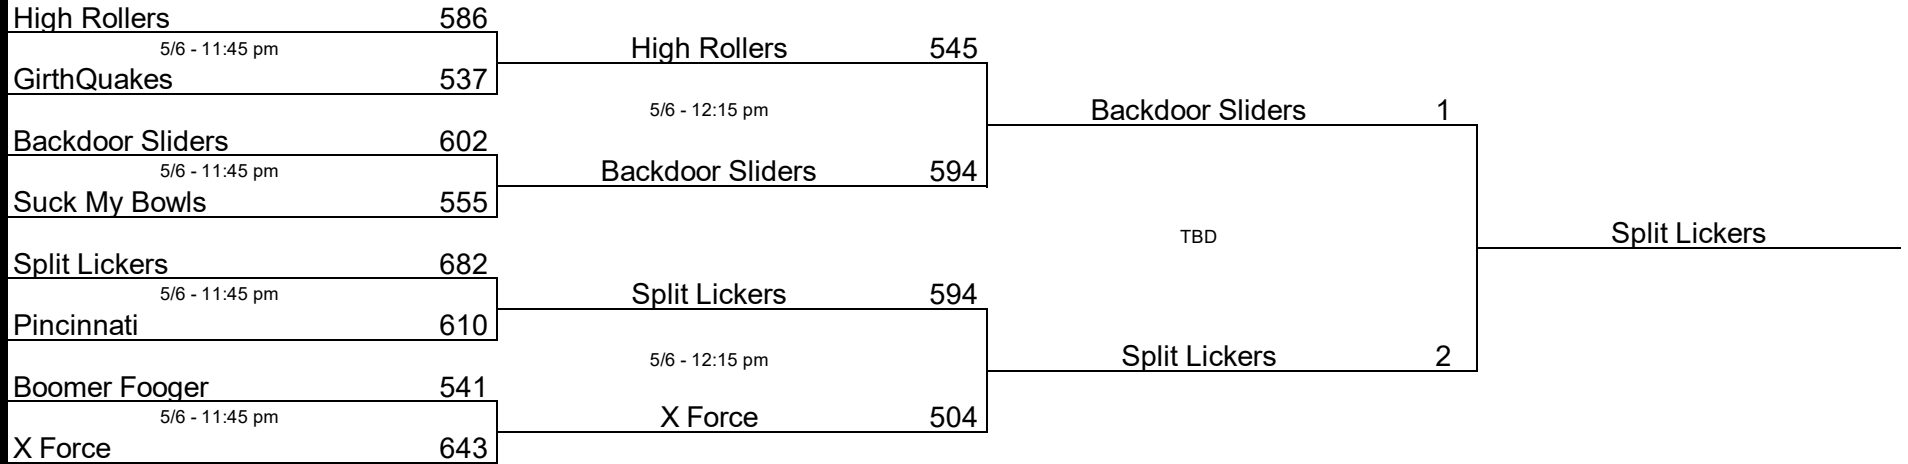 High Rollers 586
5/6 - 11:45 pm
GirthQuakes 537
Backdoor Sliders 602
5/6 - 11:45 pm
Suck My Bowls 555
Split Lickers 682
5/6 - 11:45 pm
Pincinnati 610
Boomer Fooger 541
5/6 - 11:45 pm
X Force 643
High Rollers 545
5/6 - 12:15 pm
Backdoor Sliders 594
Split Lickers 594
5/6 - 12:15 pm
X Force 504
Backdoor Sliders 1
TBD
Split Lickers 2
Split Lickers